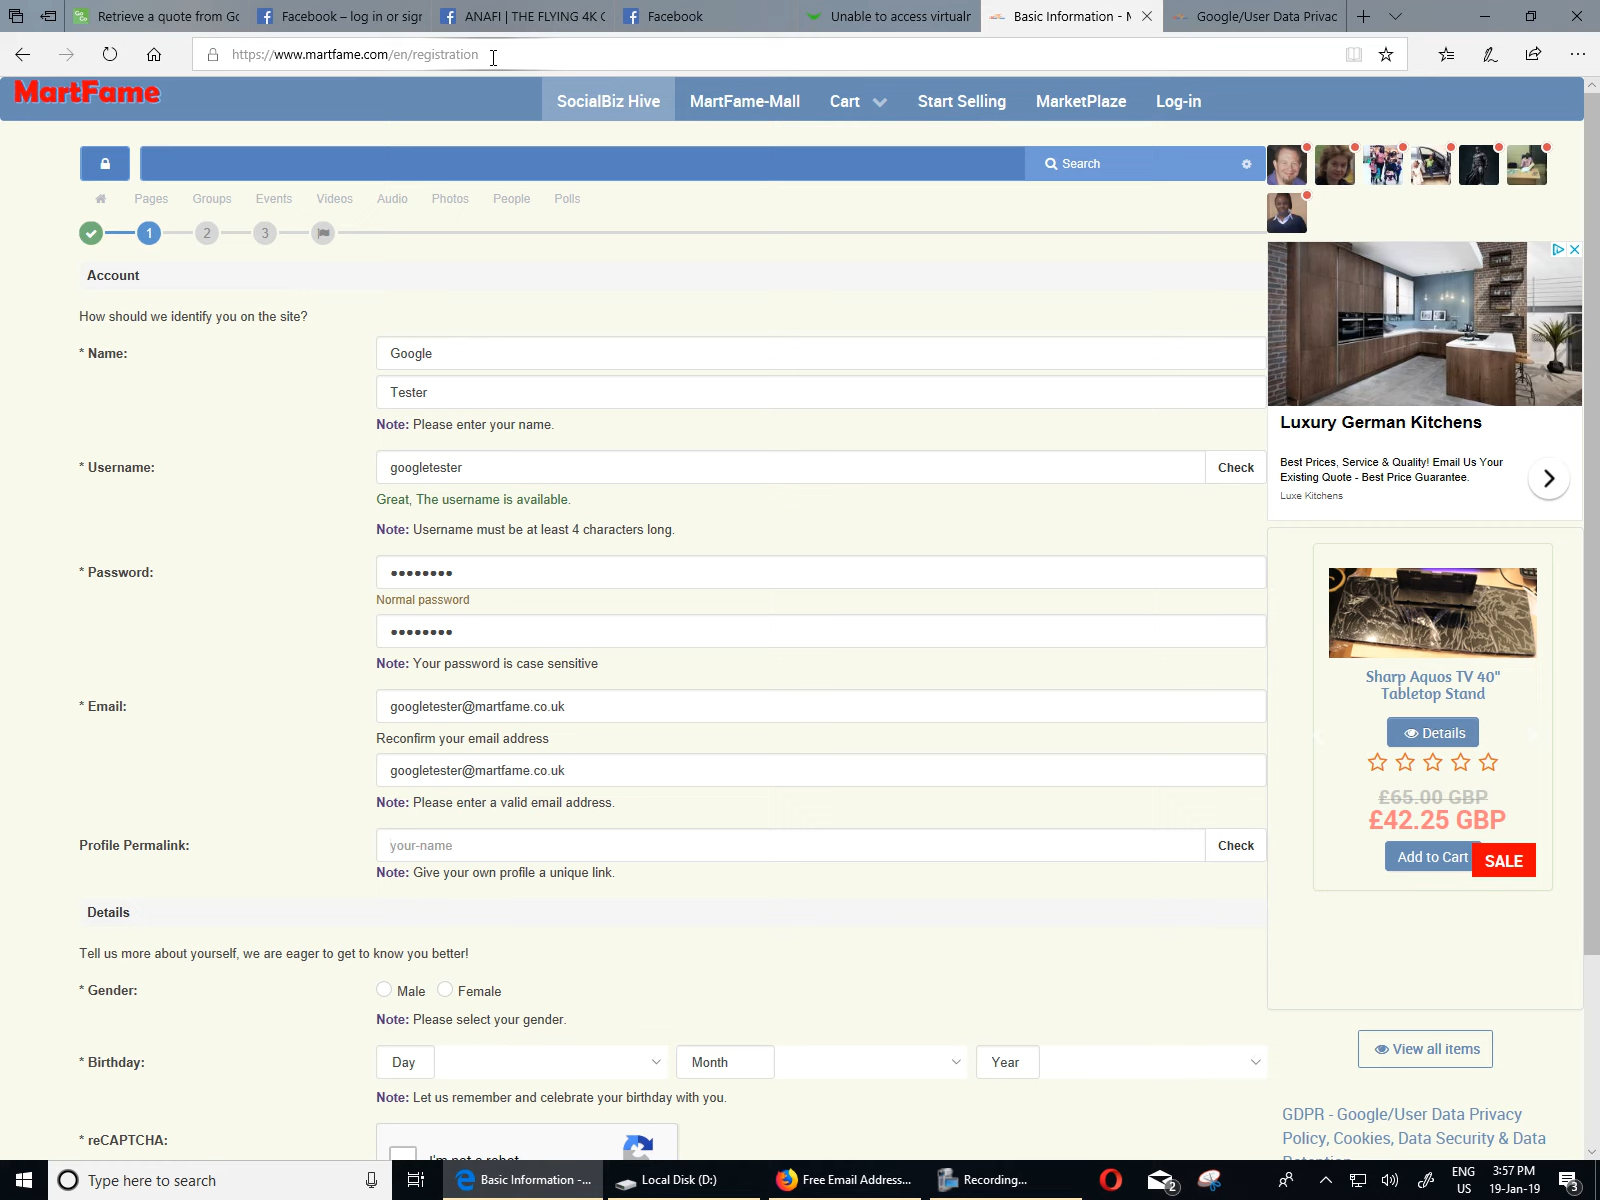 Retrieve a quote from Go
Facebook – log in or sign
ANAFI | THE FLYING 4K C
Facebook
Unable to access virtualr
Basic Information - M
Google/User Data Privac
https://www.martfame.com/en/registration
MartFame
SocialBiz Hive
MartFame-Mall
Cart
Start Selling
MarketPlaze
Log-in
Search
Pages
Groups
Events
Videos
Audio
Photos
People
Polls
1
2
3
Account
How should we identify you on the site?
* Name:
Google
Tester
Note: Please enter your name.
* Username:
googletester
Check
Great, The username is available.
Note: Username must be at least 4 characters long.
* Password:
••••••••
Normal password
••••••••
Note: Your password is case sensitive
* Email:
googletester@martfame.co.uk
Reconfirm your email address
googletester@martfame.co.uk
Note: Please enter a valid email address.
Profile Permalink:
your-name
Check
Note: Give your own profile a unique link.
Details
Tell us more about yourself, we are eager to get to know you better!
* Gender:
Male
Female
Note: Please select your gender.
* Birthday:
Day
Month
Year
Note: Let us remember and celebrate your birthday with you.
* reCAPTCHA:
I'm not a robot
Luxury German Kitchens
Best Prices, Service & Quality! Email Us Your
Existing Quote - Best Price Guarantee.
Luxe Kitchens
Sharp Aquos TV 40"
Tabletop Stand
Details
£65.00 GBP
£42.25 GBP
Add to Cart
SALE
View all items
GDPR - Google/User Data Privacy
Policy, Cookies, Data Security & Data
Retention
Type here to search
Basic Information -...
Local Disk (D:)
Free Email Address...
Recording...
2
ENG
US
3:57 PM
19-Jan-19
3